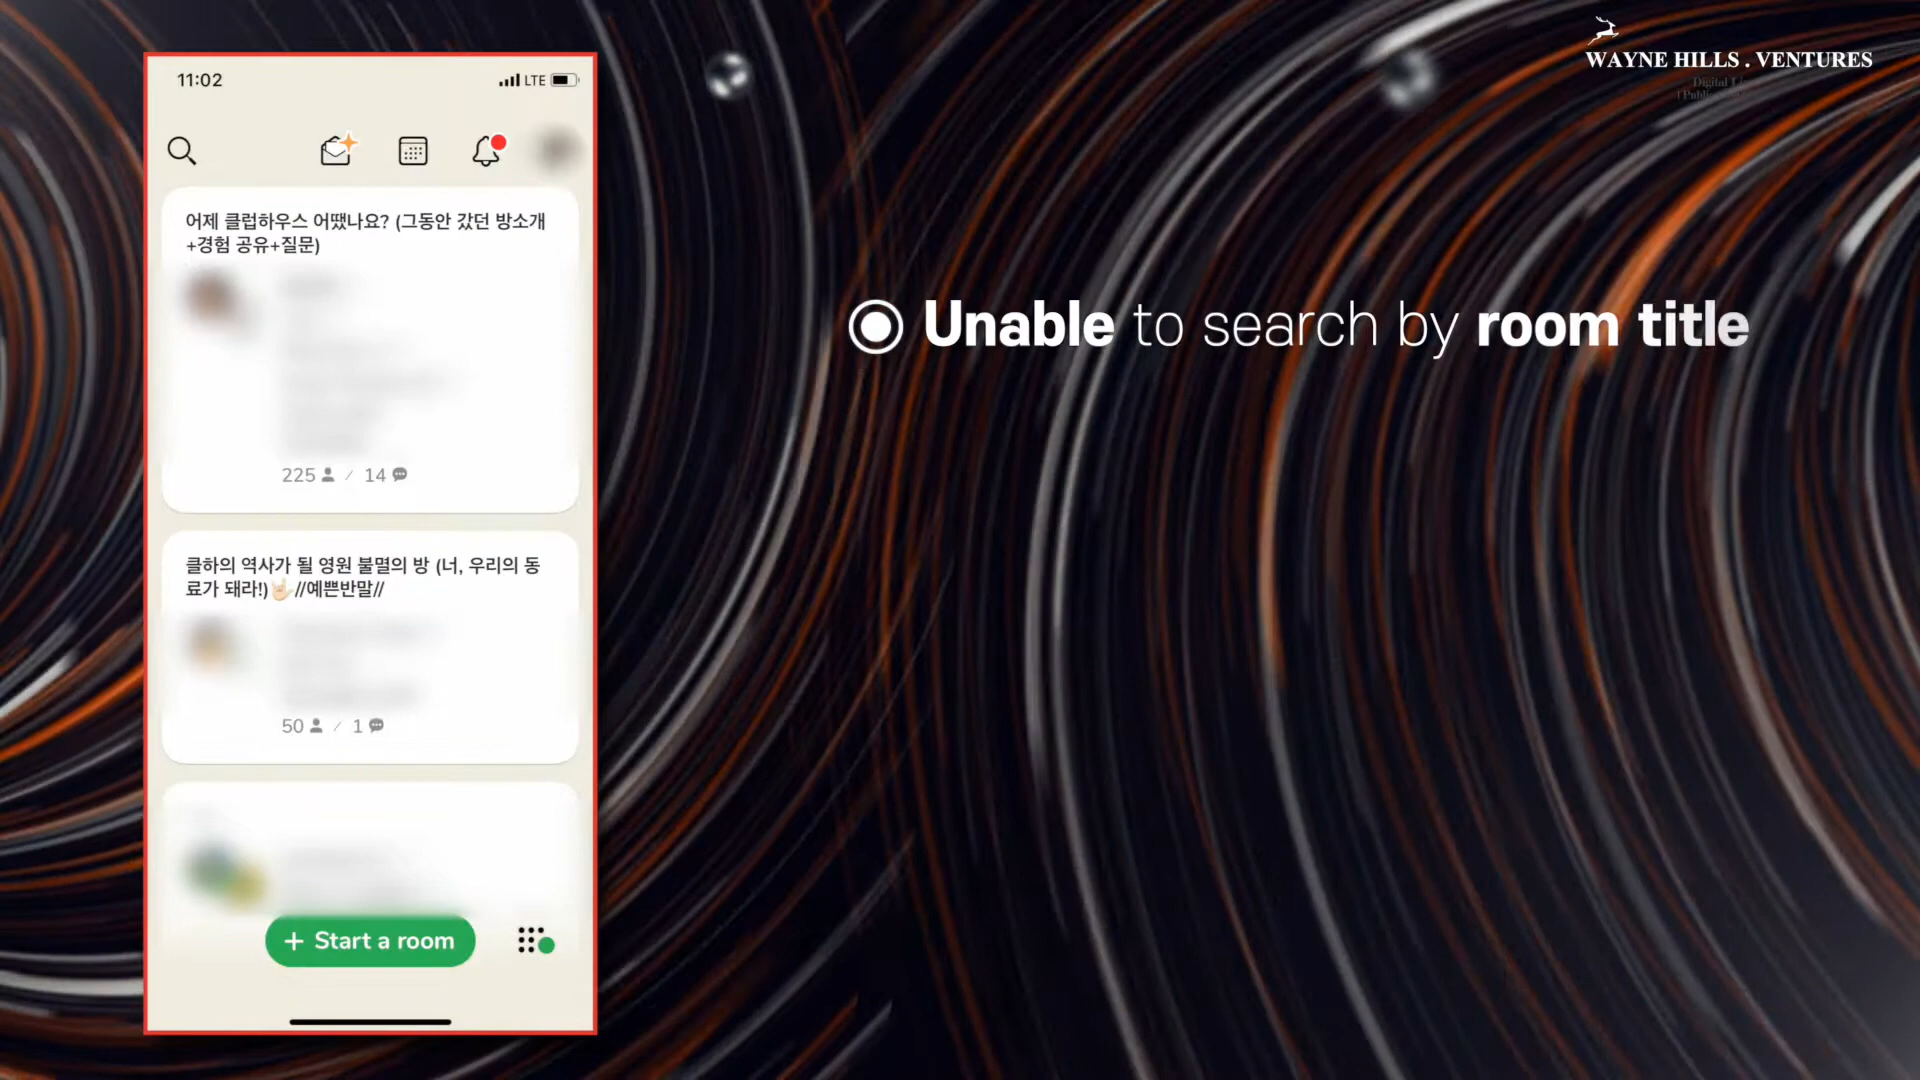 11:02
LTE
어제 클럽하우스 어땠나요? (그동안 갔던 방소개
+경험 공유+질문)
225 / 14
클하의 역사가 될 영원 불멸의 방 (너, 우리의 동
료가 돼라!)🤟🏻//예쁜반말//
50 / 1
+ Start a room
WAYNE HILLS . VENTURES
Digital
Unable to search by room title